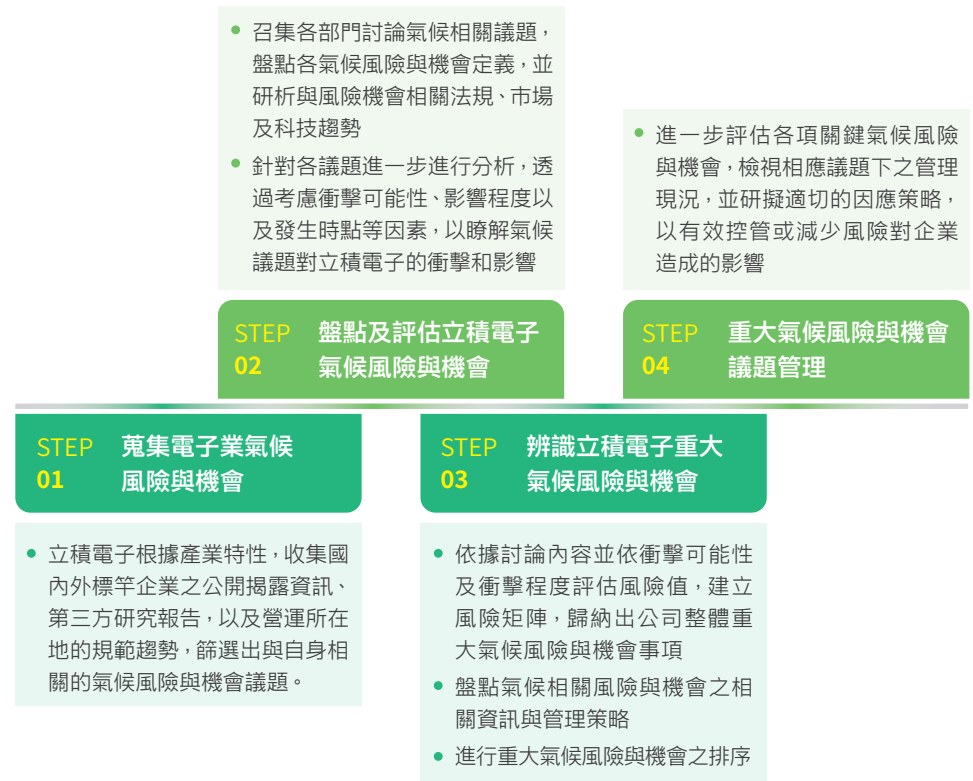 召集各部門討論氣候相關議題，
盤點各氣候風險與機會定義，並
研析與風險機會相關法規、市場
及科技趨勢
針對各議題進一步進行分析，透
過考慮衝擊可能性、影響程度以
及發生時點等因素，以瞭解氣候
議題對立積電子的衝擊和影響
STEP 02
盤點及評估立積電子
氣候風險與機會
進一步評估各項關鍵氣候風險
與機會，檢視相應議題下之管理
現況，並研擬適切的因應策略，
以有效控管或減少風險對企業
造成的影響
STEP 04
重大氣候風險與機會
議題管理
STEP 01
蒐集電子業氣候
風險與機會
立積電子根據產業特性，收集國
內外標竿企業之公開揭露資訊、
第三方研究報告，以及營運所在
地的規範趨勢，篩選出與自身相
關的氣候風險與機會議題。
STEP 03
辨識立積電子重大
氣候風險與機會
依據討論內容並依衝擊可能性
及衝擊程度評估風險值，建立
風險矩陣，歸納出公司整體重
大氣候風險與機會事項
盤點氣候相關風險與機會之相
關資訊與管理策略
進行重大氣候風險與機會之排序